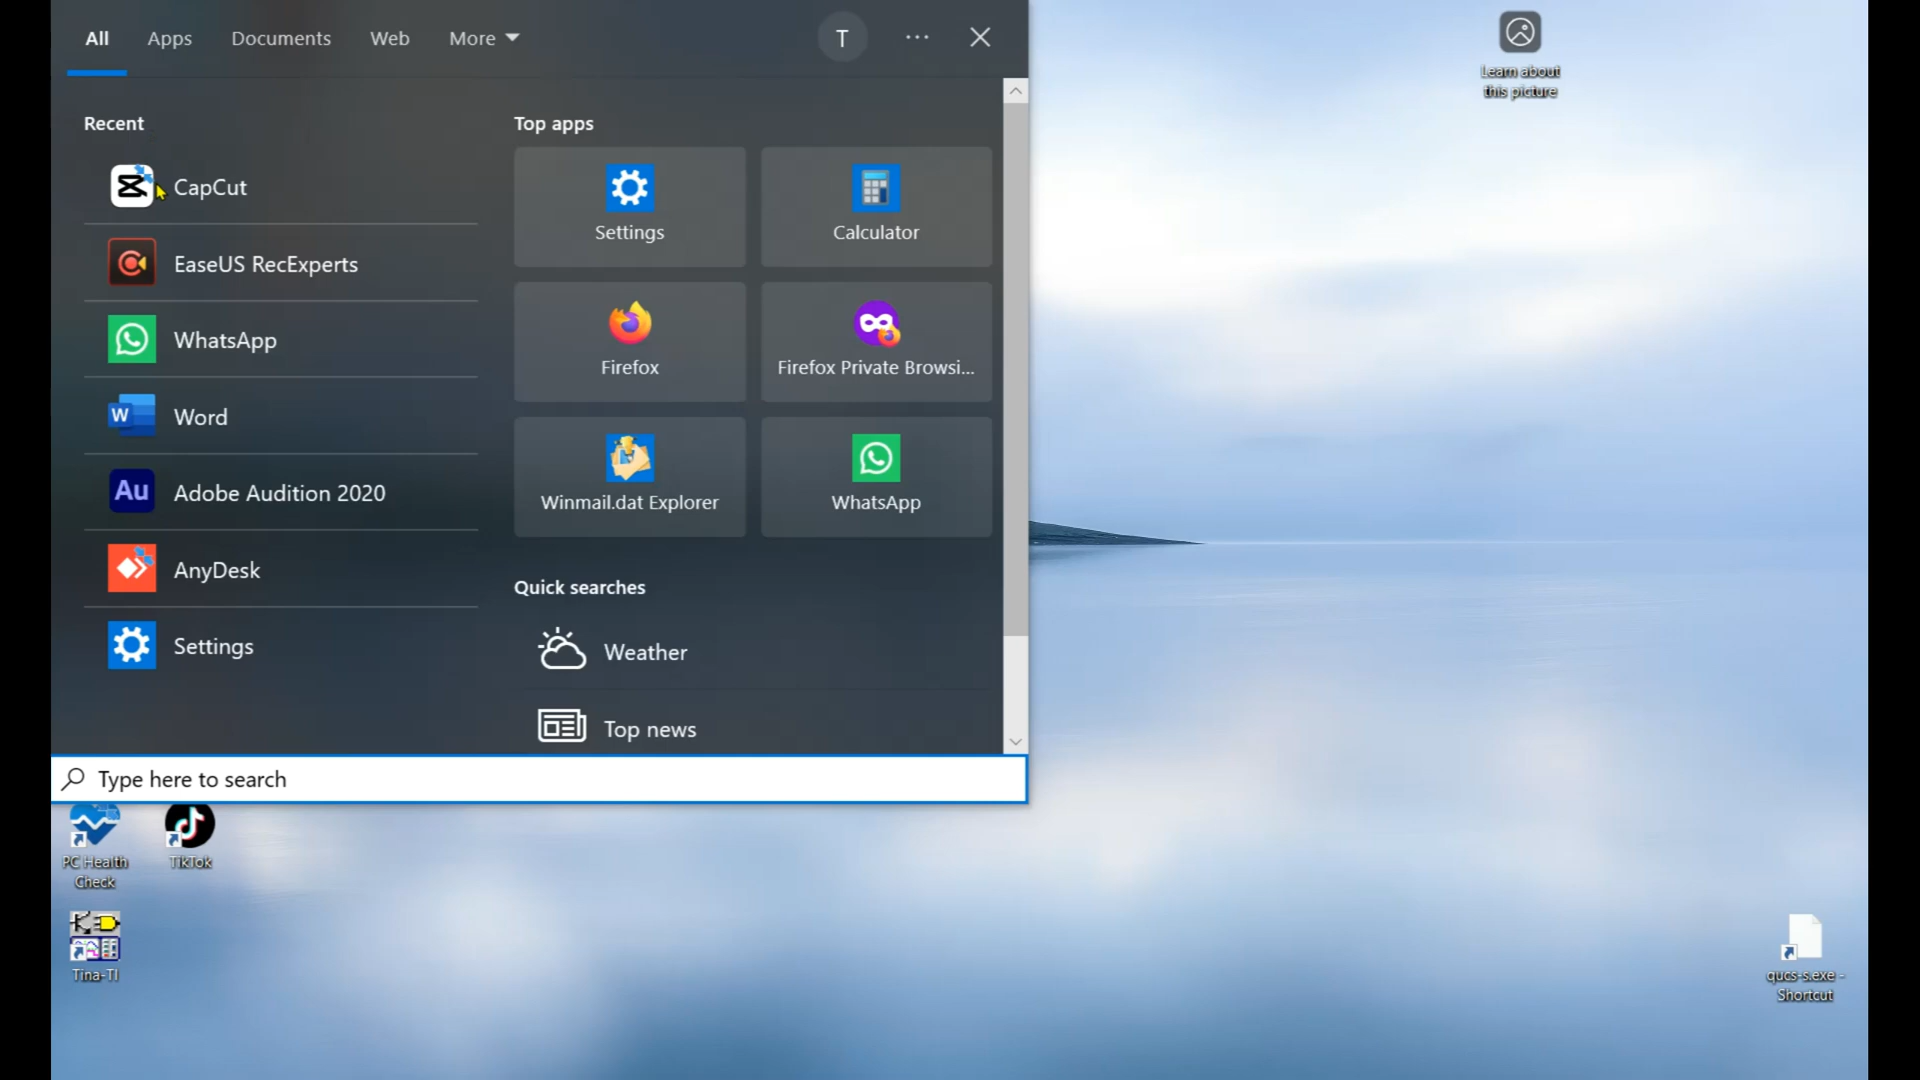 All Apps Documents Web More T
Learn about
this picture
Recent
CapCut
EaseUS RecExperts
WhatsApp
W Word
Au Adobe Audition 2020
AnyDesk
Settings
Top apps
Settings
Calculator
Firefox
Firefox Private Browsi...
Winmail.dat Explorer
WhatsApp
Quick searches
Weather
Top news
Type here to search
PC Health
Check
TikTok
Tina-TI
qucs-s.exe -
Shortcut